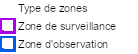 Type de zones
Zone de surveillance
Zone d'observation